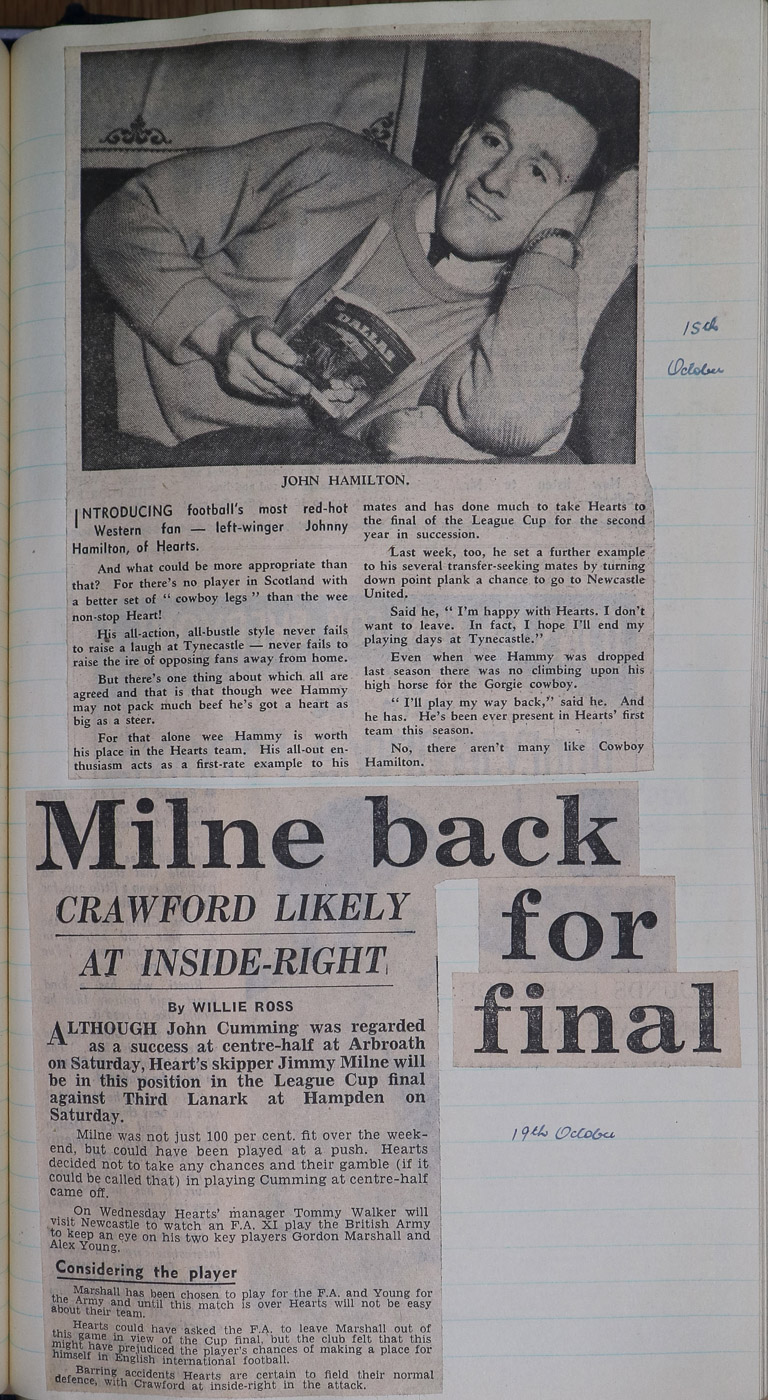 DALLAS
JOHN HAMILTON.
15th
October
INTRODUCING football's most red-hot
Western fan — left-winger Johnny
Hamilton, of Hearts.
And what could be more appropriate than
that? For there's no player in Scotland with
a better set of " cowboy legs " than the wee
non-stop Heart!
His all-action, all-bustle style never fails
to raise a laugh at Tynecastle — never fails to
raise the ire of opposing fans away from home.
But there's one thing about which all are
agreed and that is that though wee Hammy
may not pack much beef he's got a heart as
big as a steer.
For that alone wee Hammy is worth
his place in the Hearts team. His all-out en-
thusiasm acts as a first-rate example to his
mates and has done much to take Hearts to
the final of the League Cup for the second
year in succession.
Last week, too, he set a further example
to his several transfer-seeking mates by turning
down point plank a chance to go to Newcastle
United.
Said he, " I'm happy with Hearts. I don't
want to leave. In fact, I hope I'll end my
playing days at Tynecastle."
Even when wee Hammy was dropped
last season there was no climbing upon his
high horse for the Gorgie cowboy.
" I'll play my way back," said he. And
he has. He's been ever present in Hearts' first
team this season.
No, there aren't many like Cowboy
Hamilton.
Milne back
for
final
CRAWFORD LIKELY
AT INSIDE-RIGHT
By WILLIE ROSS
ALTHOUGH John Cumming was regarded
as a success at centre-half at Arbroath
on Saturday, Heart's skipper Jimmy Milne will
be in this position in the League Cup final
against Third Lanark at Hampden on
Saturday.
Milne was not just 100 per cent. fit over the week-
end, but could have been played at a push. Hearts
decided not to take any chances and their gamble (if it
could be called that) in playing Cumming at centre-half
came off.
On Wednesday Hearts' manager Tommy Walker will
visit Newcastle to watch an F.A. XI play the British Army
to keep an eye on his two key players Gordon Marshall and
Alex Young.
Considering the player
Marshall has been chosen to play for the F.A. and Young for
the Army and until this match is over Hearts will not be easy
about their team.
Hearts could have asked the F.A. to leave Marshall out of
this game in view of the Cup final, but the club felt that this
might have prejudiced the player's chances of making a place for
himself in English international football.
Barring accidents Hearts are certain to field their normal
defence, with Crawford at inside-right in the attack.
19th October